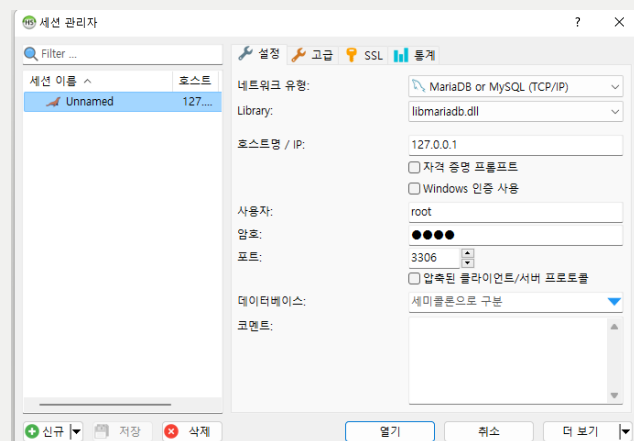 HS 세션 관리자 ? ×
Filter ...
세션 이름 호스트
Unnamed 127....
설정 고급 SSL 통계
네트워크 유형: MariaDB or MySQL (TCP/IP)
Library: libmariadb.dll
호스트명 / IP: 127.0.0.1
자격 증명 프롬프트
Windows 인증 사용
사용자: root
암호: ●●●●
포트: 3306
압축된 클라이언트/서버 프로토콜
데이터베이스: 세미콜론으로 구분
코멘트:
신규 저장 삭제 열기 취소 더 보기